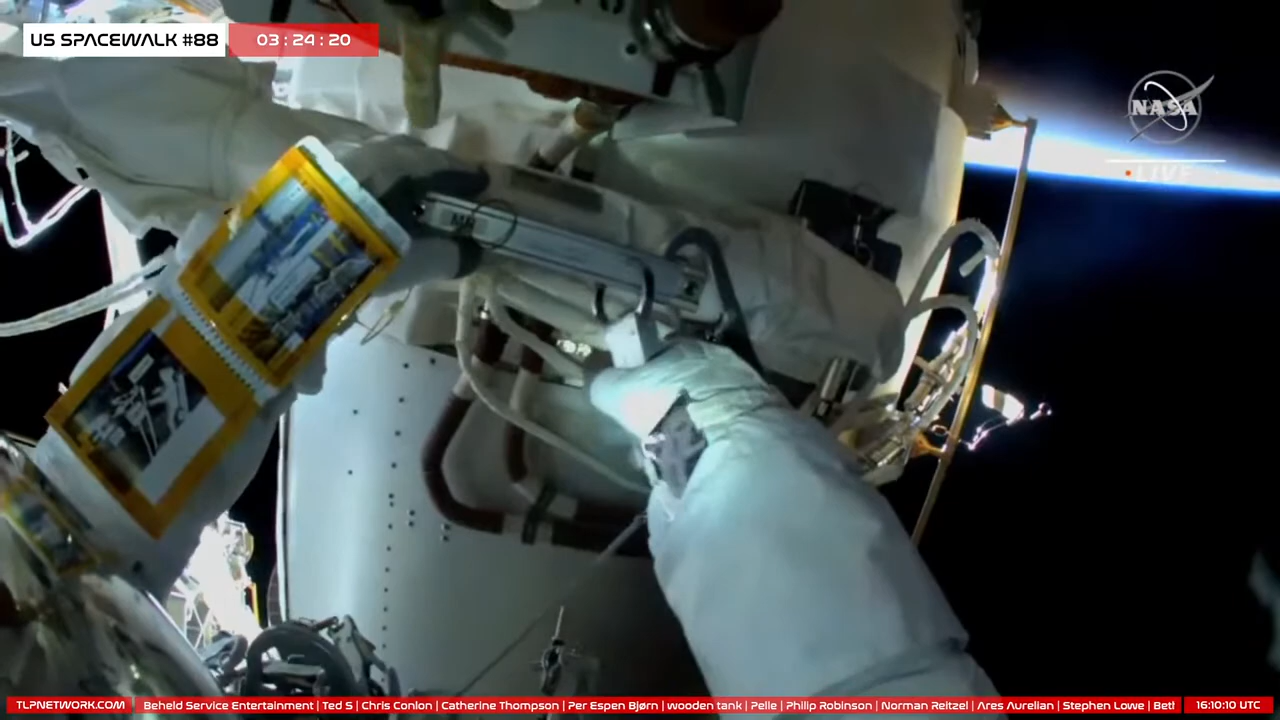 US SPACEWALK #88
03:24:20
NASA
LIVE
TLPNETWORK.COM
Beheld Service Entertainment | Ted S | Chris Conlon | Catherine Thompson | Per Espen Bjørn | wooden tank | Pelle | Philip Robinson | Norman Reitzel | Ares Aurelian | Stephen Lowe |
16:10:10 UTC